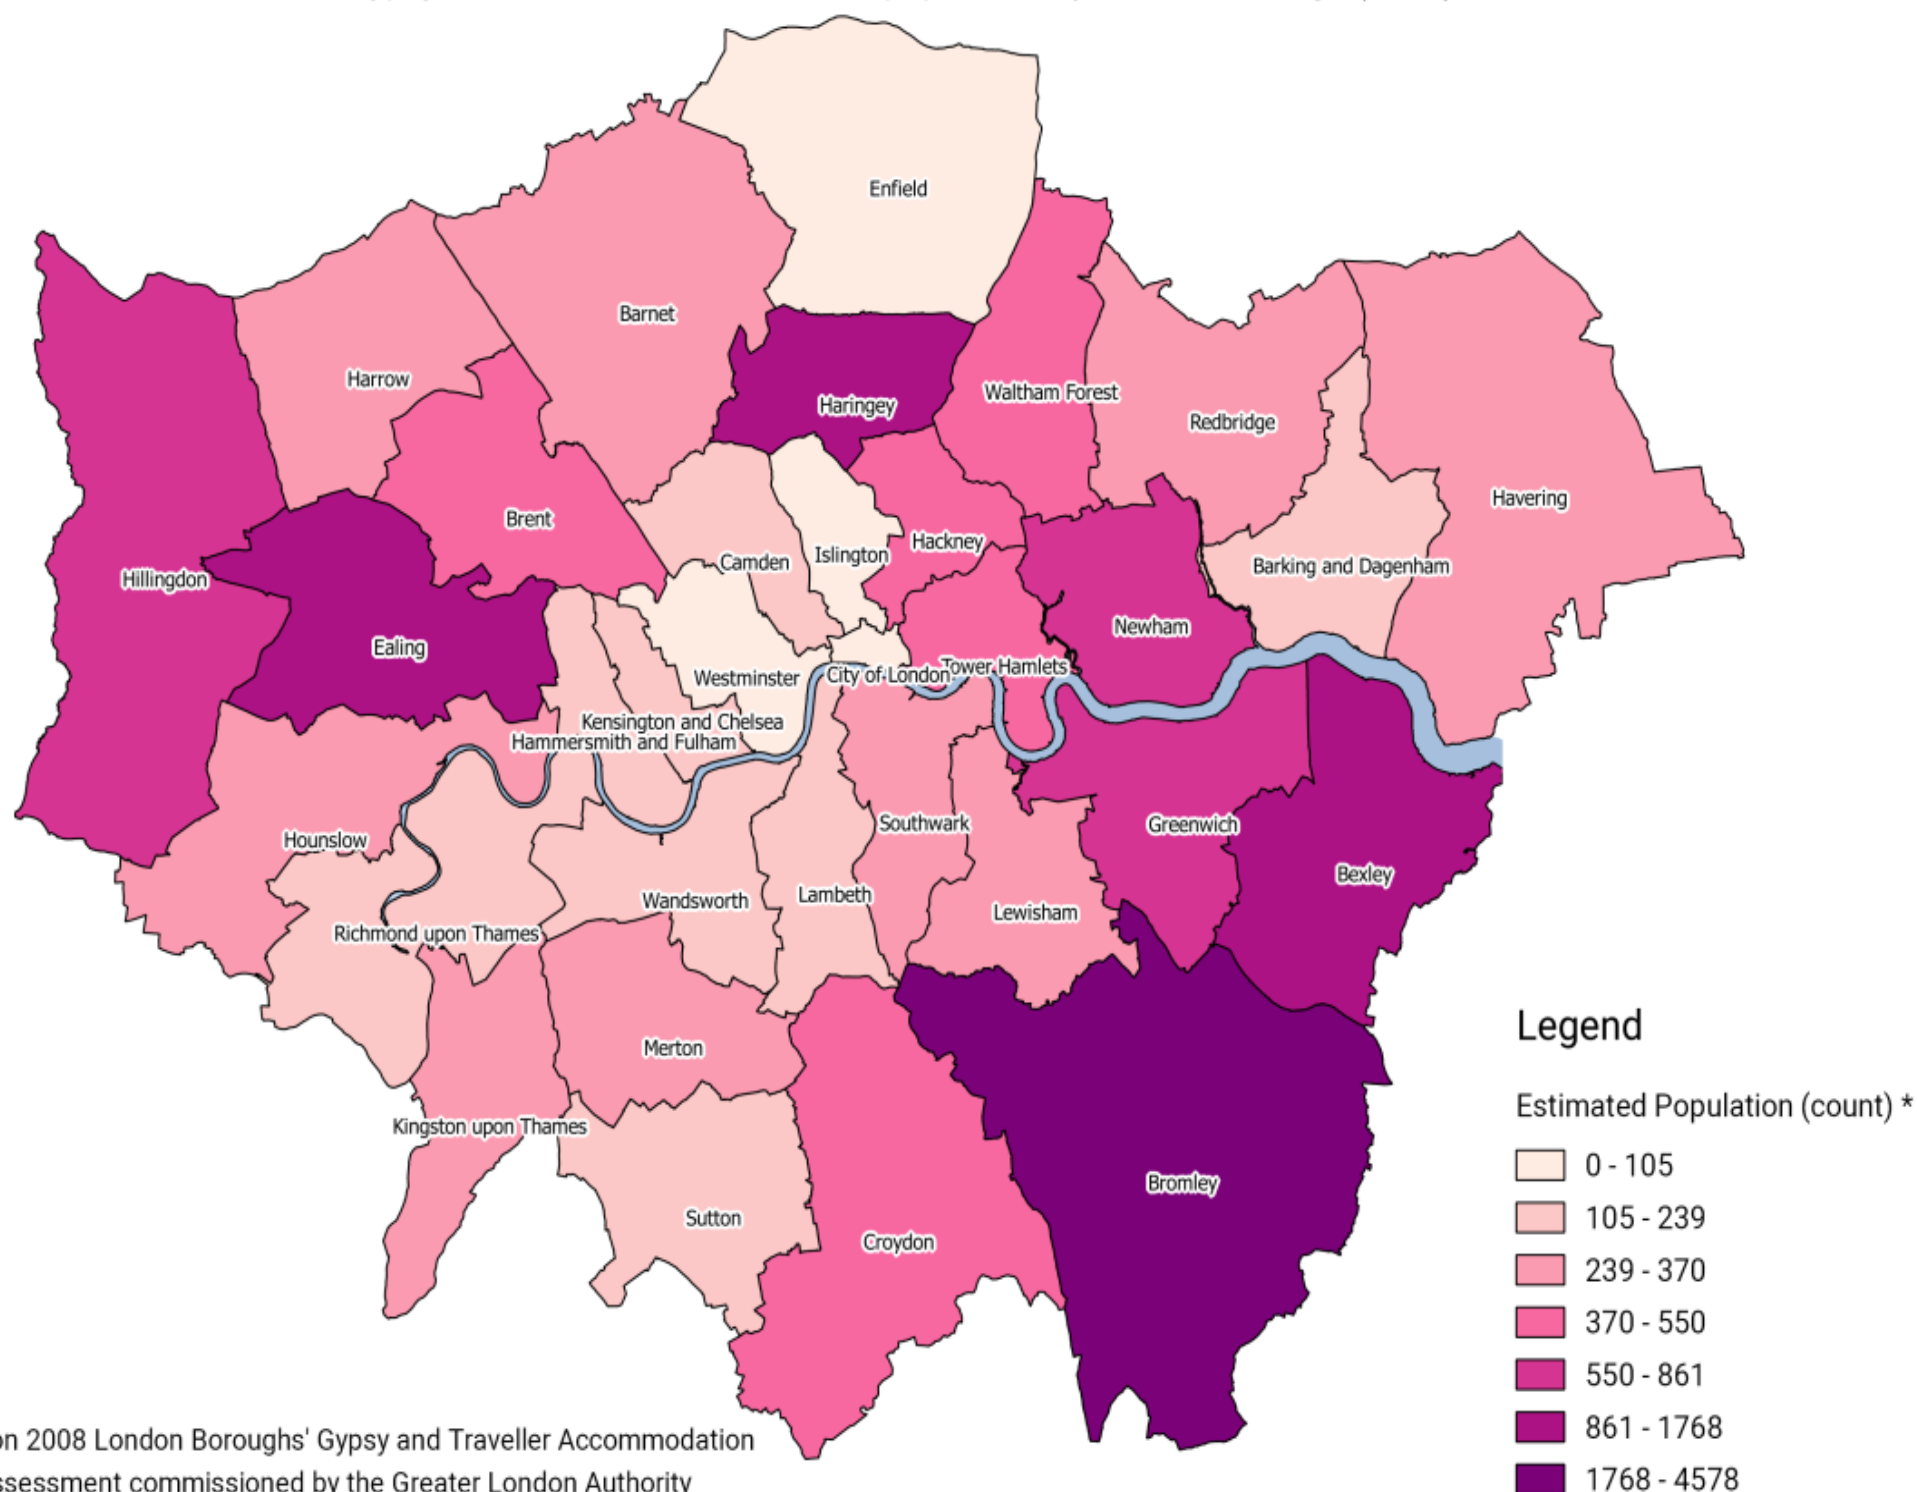 Enfield
Barnet
Harrow
Haringey
Waltham Forest
Redbridge
Havering
Brent
Hackney
Islington
Camden
Barking and Dagenham
Hillingdon
Newham
Ealing
Tower Hamlets
City of London
Westminster
Kensington and Chelsea
Hammersmith and Fulham
Southwark
Greenwich
Hounslow
Bexley
Lambeth
Wandsworth
Lewisham
Richmond upon Thames
Merton
Kingston upon Thames
Bromley
Sutton
Croydon
Legend
Estimated Population (count) *
0 - 105
105 - 239
239 - 370
370 - 550
550 - 861
861 - 1768
1768 - 4578
on 2008 London Boroughs' Gypsy and Traveller Accommodation
ssessment commissioned by the Greater London Authority